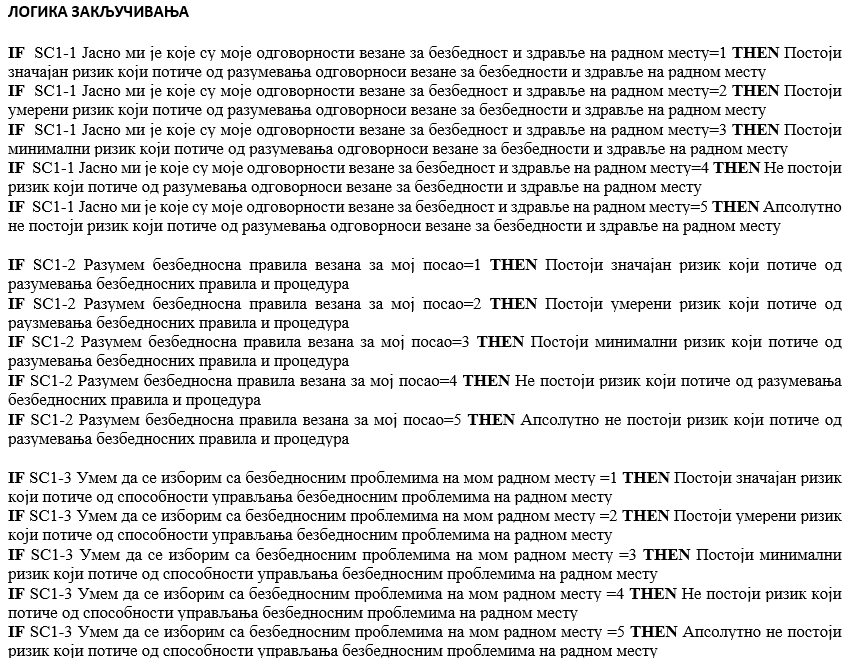 ЛОГИКА ЗАКЉУЧИВАЊА
IF SC1-1 Јасно ми је које су моје одговорности везане за безбедност и здравље на радном месту=1 THEN Постоји
значајан ризик који потиче од разумевања одговорноси везане за безбедности и здравље на радном месту
IF SC1-1 Јасно ми је које су моје одговорности везане за безбедност и здравље на радном месту=2 THEN Постоји
умерени ризик који потиче од разумевања одговорноси везане за безбедности и здравље на радном месту
IF SC1-1 Јасно ми је које су моје одговорности везане за безбедност и здравље на радном месту=3 THEN Постоји
минимални ризик који потиче од разумевања одговорноси везане за безбедности и здравље на радном месту
IF SC1-1 Јасно ми је које су моје одговорности везане за безбедност и здравље на радном месту=4 THEN Не постоји
ризик који потиче од разумевања одговорноси везане за безбедности и здравље на радном месту
IF SC1-1 Јасно ми је које су моје одговорности везане за безбедност и здравље на радном месту=5 THEN Апсолутно
не постоји ризик који потиче од разумевања одговорноси везане за безбедности и здравље на радном месту
IF SC1-2 Разумем безбедносна правила везана за мој посао=1 THEN Постоји значајан ризик који потиче од
разумевања безбедносних правила и процедура
IF SC1-2 Разумем безбедносна правила везана за мој посао=2 THEN Постоји умерени ризик који потиче од
раузмевања безбедносних правила и процедура
IF SC1-2 Разумем безбедносна правила везана за мој посао=3 THEN Постоји минимални ризик који потиче од
разумевања безбедносних правила и процедура
IF SC1-2 Разумем безбедносна правила везана за мој посао=4 THEN Не постоји ризик који потиче од разумевања
безбедносних правила и процедура
IF SC1-2 Разумем безбедносна правила везана за мој посао=5 THEN Апсолутно не постоји ризик који потиче од
разумевања безбедносних правила и процедура
IF SC1-3 Умем да се изборим са безбедносним проблемима на мом радном месту =1 THEN Постоји значајан ризик
који потиче од способности управљања безбедносним проблемима на радном месту
IF SC1-3 Умем да се изборим са безбедносним проблемима на мом радном месту =2 THEN Постоји умерени ризик
који потиче од способности управљања безбедносним проблемима на радном месту
IF SC1-3 Умем да се изборим са безбедносним проблемима на мом радном месту =3 THEN Постоји минимални
ризик који потиче од способности управљања безбедносним проблемима на радном месту
IF SC1-3 Умем да се изборим са безбедносним проблемима на мом радном месту =4 THEN Не постоји ризик који
потиче од способности управљања безбедносним проблемима на радном месту
IF SC1-3 Умем да се изборим са безбедносним проблемима на мом радном месту =5 THEN Апсолутно не постоји
ризик који потиче од способности управљања безбедносним проблемима на радном месту